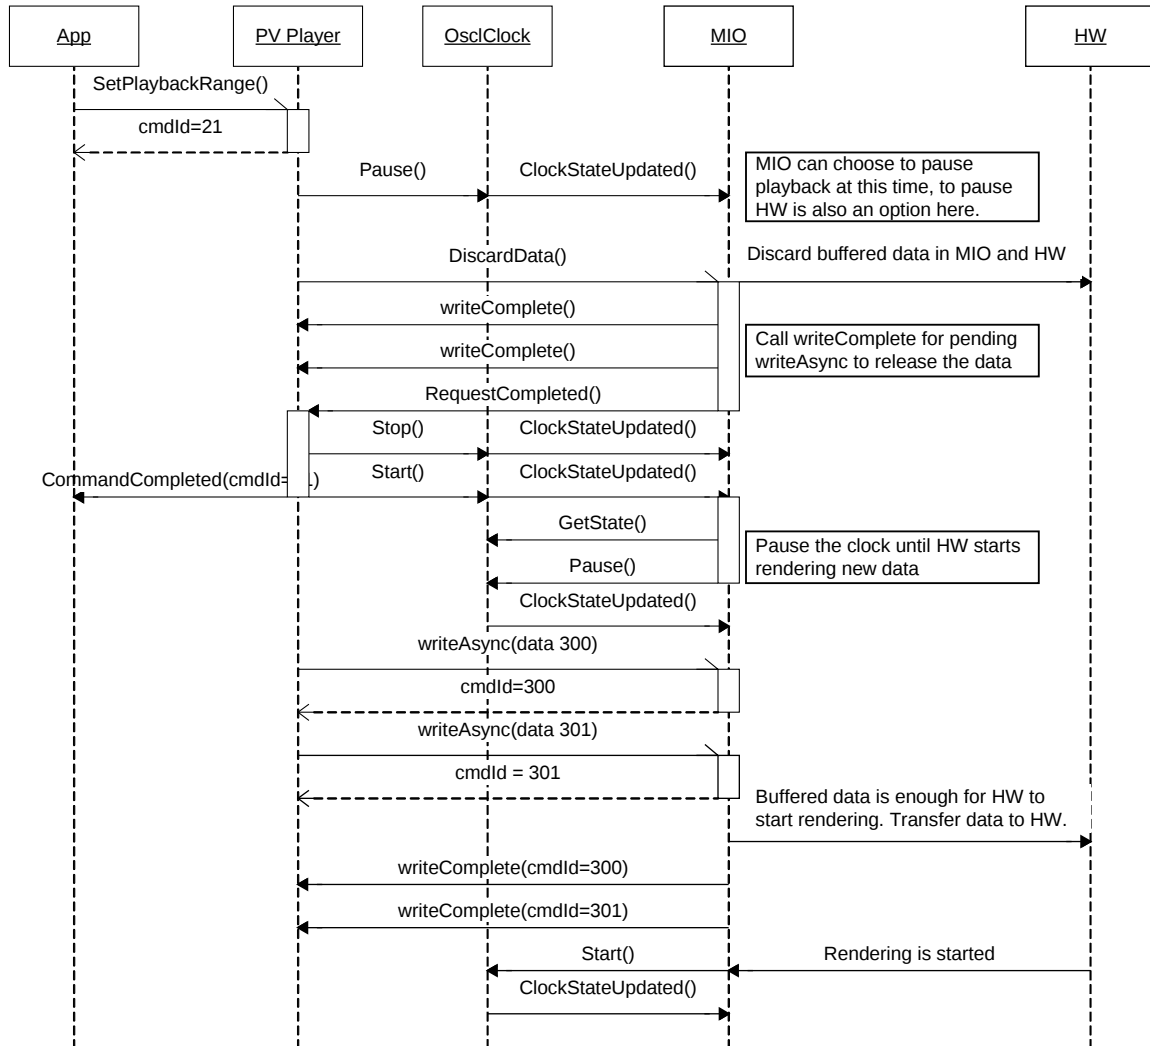 App
PV Player
OsclClock
MIO
HW
SetPlaybackRange()
cmdId=21
Pause()
ClockStateUpdated()
MIO can choose to pause
playback at this time, to pause
HW is also an option here.
DiscardData()
Discard buffered data in MIO and HW
writeComplete()
writeComplete()
Call writeComplete for pending
writeAsync to release the data
RequestCompleted()
Stop()
ClockStateUpdated()
CommandCompleted(cmdId=
1)
Start()
ClockStateUpdated()
GetState()
Pause()
Pause the clock until HW starts
rendering new data
ClockStateUpdated()
writeAsync(data 300)
cmdId=300
writeAsync(data 301)
cmdId = 301
Buffered data is enough for HW to
start rendering. Transfer data to HW.
writeComplete(cmdId=300)
writeComplete(cmdId=301)
Start()
Rendering is started
ClockStateUpdated()